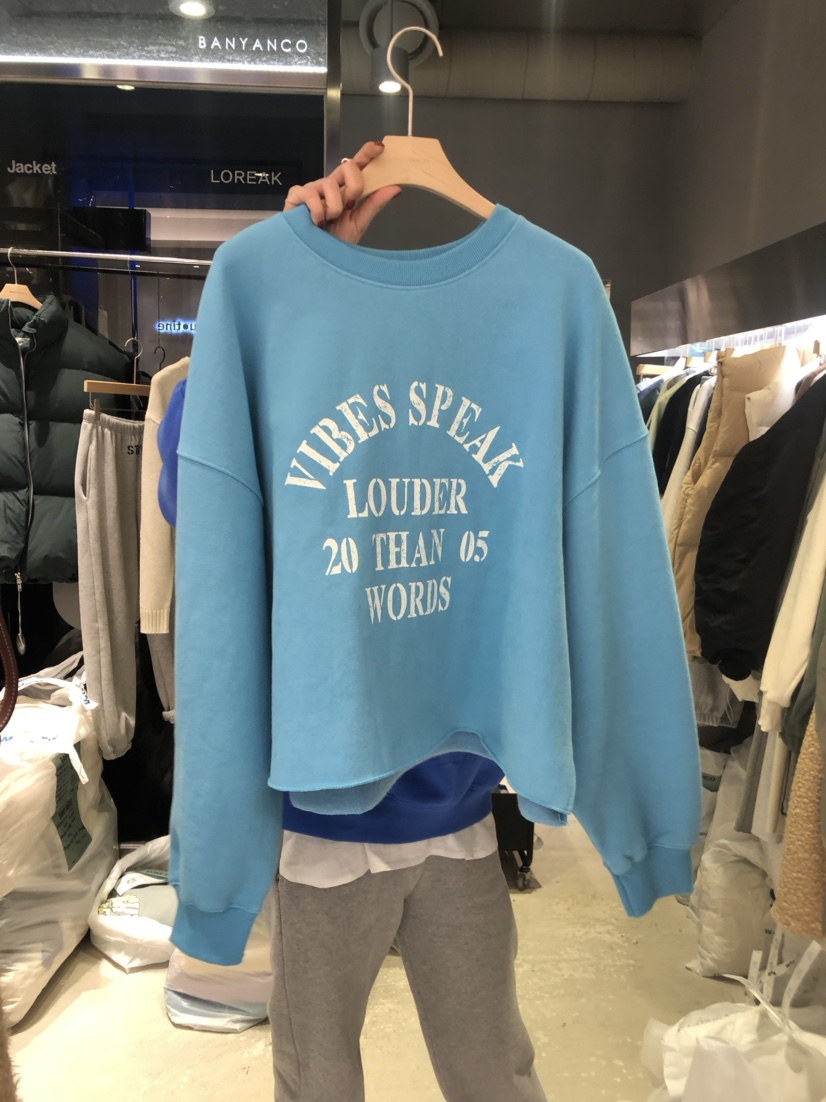 BANYANCO
Jacket
LOREAK
VIBES SPEAK
LOUDER
20 THAN 05
WORDS